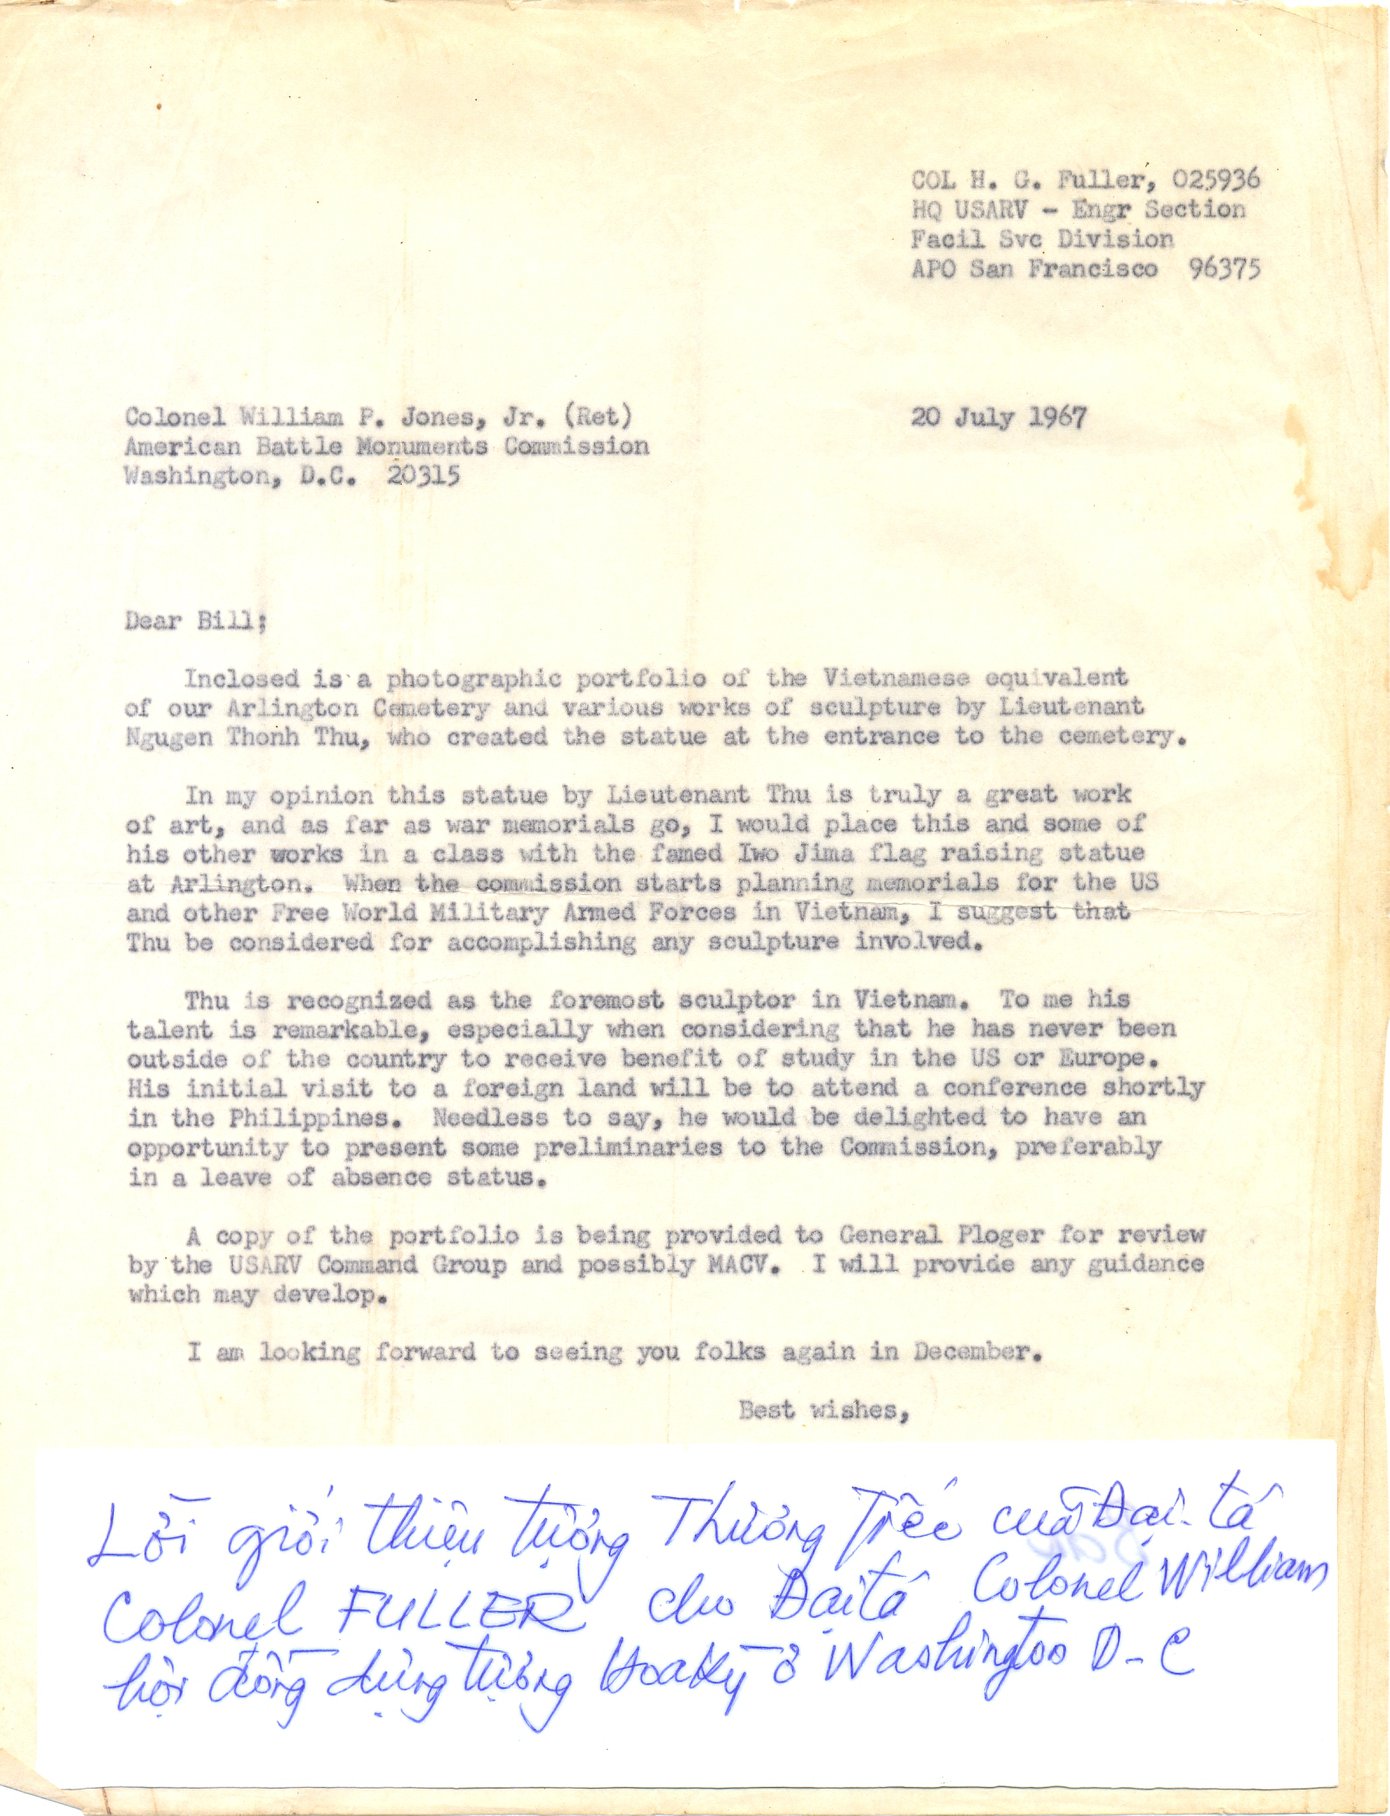 COL H. G. Fuller, 025936
HQ USARV - Engr Section
Facil Svc Division
APO San Francisco 96375
Colonel William P. Jones, Jr. (Ret)
20 July 1967
American Battle Monuments Commission
Washington, D.C. 20315
Dear Bill;
Inclosed is a photographic portfolio of the Vietnamese equivalent
of our Arlington Cemetery and various works of sculpture by Lieutenant
Ngugen Thonh Thu, who created the statue at the entrance to the cemetery.
In my opinion this statue by Lieutenant Thu is truly a great work
of art, and as far as war memorials go, I would place this and some of
his other works in a class with the famed Iwo Jima flag raising statue
at Arlington. When the commission starts planning memorials for the US
and other Free World Military Armed Forces in Vietnam, I suggest that
Thu be considered for accomplishing any sculpture involved.
Thu is recognized as the foremost sculptor in Vietnam. To me his
talent is remarkable, especially when considering that he has never been
outside of the country to receive benefit of study in the US or Europe.
His initial visit to a foreign land will be to attend a conference shortly
in the Philippines. Needless to say, he would be delighted to have an
opportunity to present some preliminaries to the Commission, preferably
in a leave of absence status.
A copy of the portfolio is being provided to General Ploger for review
by the USARV Command Group and possibly MACV. I will provide any guidance
which may develop.
I am looking forward to seeing you folks again in December.
Best wishes,
Lời giới thiệu tượng Thương Tiếc của Đại-tá
Colonel FULLER cho Đại tá Colonel William
hội đồng dựng tượng Hoa Kỳ ở Washington D-C